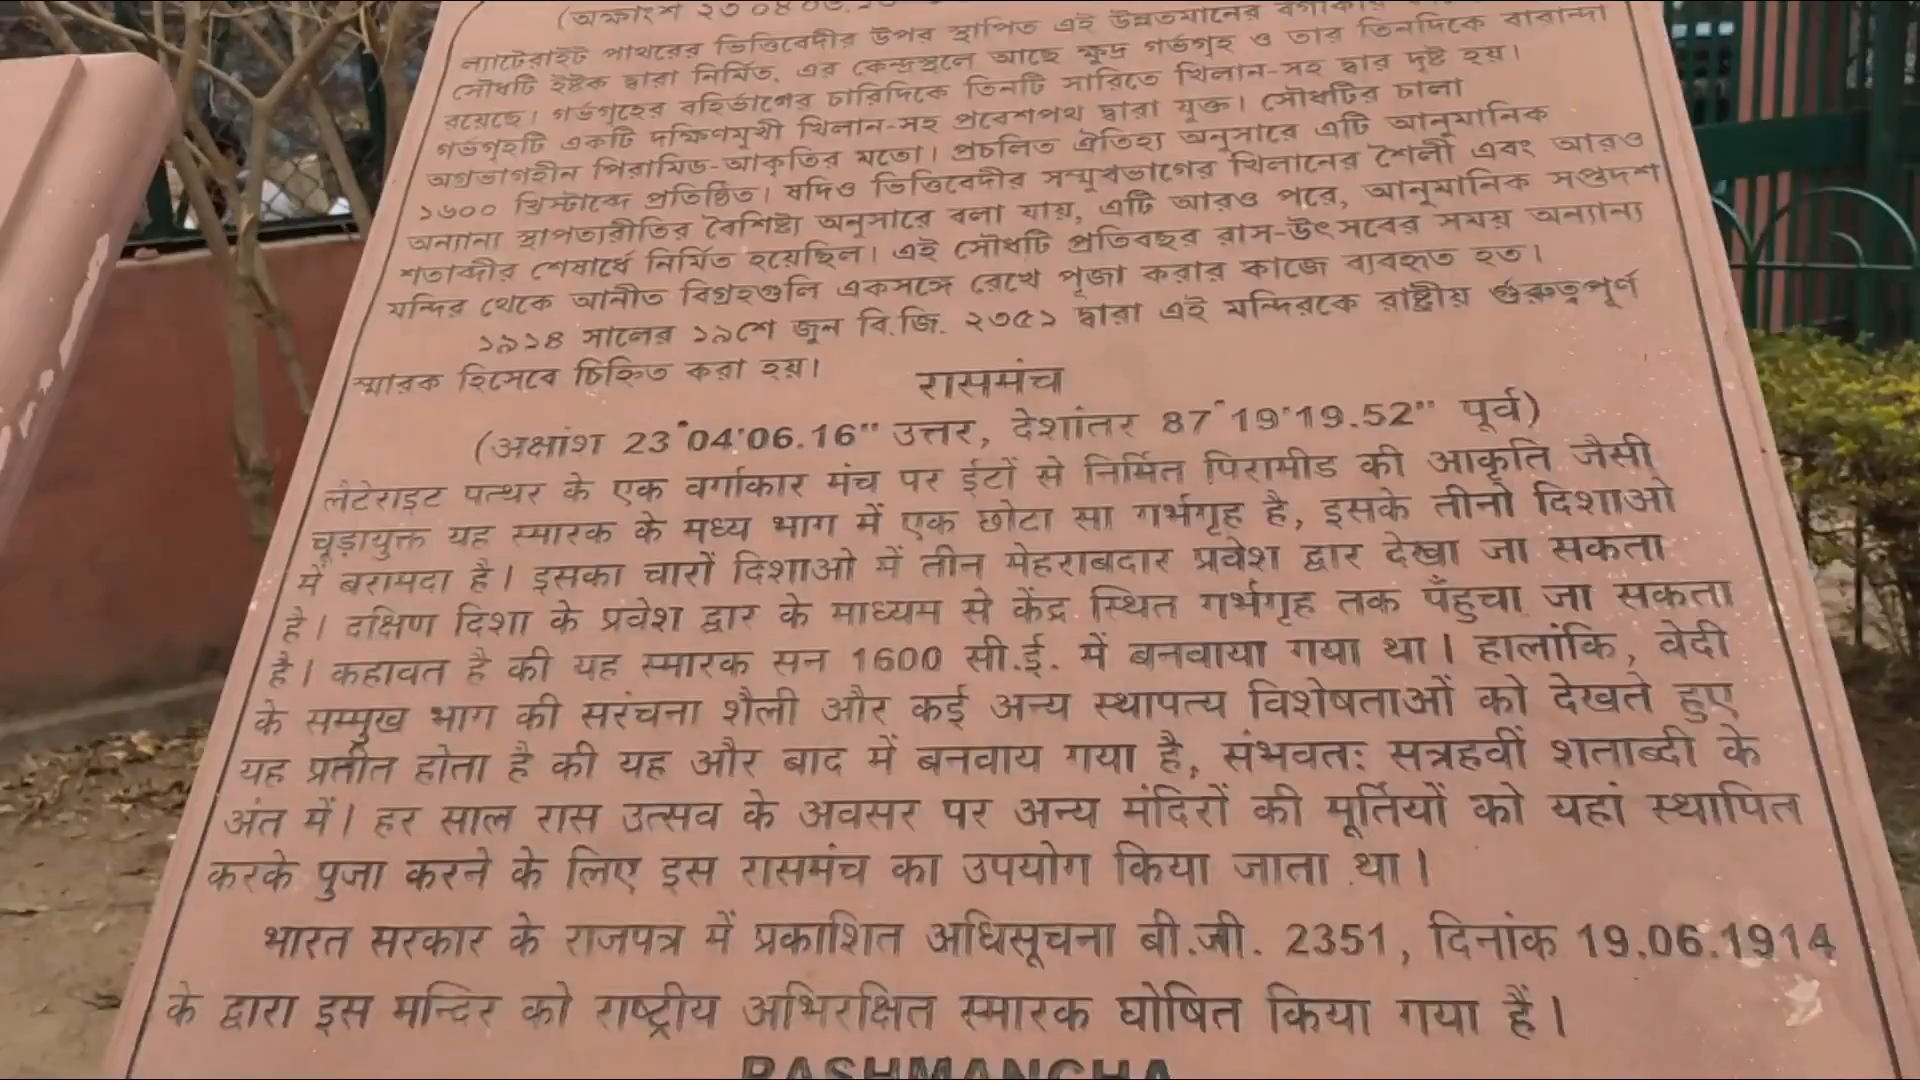 (অক্ষাংশ ২৩
ল্যাটেরাইট পাথরের ভিত্তিবেদীর উপর স্থাপিত এই উন্নতমানের বর্গাকার
সৌধটি ইষ্টক দ্বারা নির্মিত, এর কেন্দ্রস্থলে আছে ক্ষুদ্র গর্ভগৃহ ও তার তিনদিকে বারান্দা
রয়েছে। গর্ভগৃহের বহির্ভাগের চারিদিকে তিনটি সারিতে খিলান-সহ দ্বার দৃষ্ট হয়।
গর্ভগৃহটি একটি দক্ষিণমুখী খিলান-সহ প্রবেশপথ দ্বারা যুক্ত। সৌধটির চালা
অগ্রভাগহীন পিরামিড-আকৃতির মতো। প্রচলিত ঐতিহ্য অনুসারে এটি আনুমানিক
১৬০০ খ্রিস্টাব্দে প্রতিষ্ঠিত। যদিও ভিত্তিবেদীর সম্মুখভাগের খিলানের শৈলী এবং আরও
অন্যান্য স্থাপত্যরীতির বৈশিষ্ট্য অনুসারে বলা যায়, এটি আরও পরে, আনুমানিক সপ্তদশ
শতাব্দীর শেষার্ধে নির্মিত হয়েছিল। এই সৌধটি প্রতিবছর রাস-উৎসবের সময় অন্যান্য
মন্দির থেকে আনীত বিগ্রহগুলি একসঙ্গে রেখে পূজা করার কাজে ব্যবহৃত হত।
১৯১৪ সালের ১৯শে জুন বি.জি. ২৩৫১ দ্বারা এই মন্দিরকে রাষ্ট্রীয় গুরুত্বপূর্ণ
স্মারক হিসেবে চিহ্নিত করা হয়।
रासमंच
(अक्षांश 23°04'06.16" उत्तर, देशांतर 87°19'19.52" पूर्व)
लैटेराइट पत्थर के एक वर्गाकार मंच पर ईटों से निर्मित पिरामीड की आकृति जैसी
चूड़ायुक्त यह स्मारक के मध्य भाग में एक छोटा सा गर्भगृह है, इसके तीनो दिशाओ
में बरामदा है। इसका चारों दिशाओ में तीन मेहराबदार प्रवेश द्वार देखा जा सकता
है। दक्षिण दिशा के प्रवेश द्वार के माध्यम से केंद्र स्थित गर्भगृह तक पँहुचा जा सकता
है। कहावत है की यह स्मारक सन 1600 सी.ई. में बनवाया गया था। हालांकि, वेदी
के सम्मुख भाग की सरंचना शैली और कई अन्य स्थापत्य विशेषताओं को देखते हुए
यह प्रतीत होता है की यह और बाद में बनवाय गया है, संभवतः सत्रहवीं शताब्दी के
अंत में। हर साल रास उत्सव के अवसर पर अन्य मंदिरों की मूर्तियों को यहां स्थापित
करके पुजा करने के लिए इस रासमंच का उपयोग किया जाता था।
भारत सरकार के राजपत्र में प्रकाशित अधिसूचना बी.जी. 2351, दिनांक 19.06.1914
के द्वारा इस मन्दिर को राष्ट्रीय अभिरक्षित स्मारक घोषित किया गया हैं।
RASHMANCHA